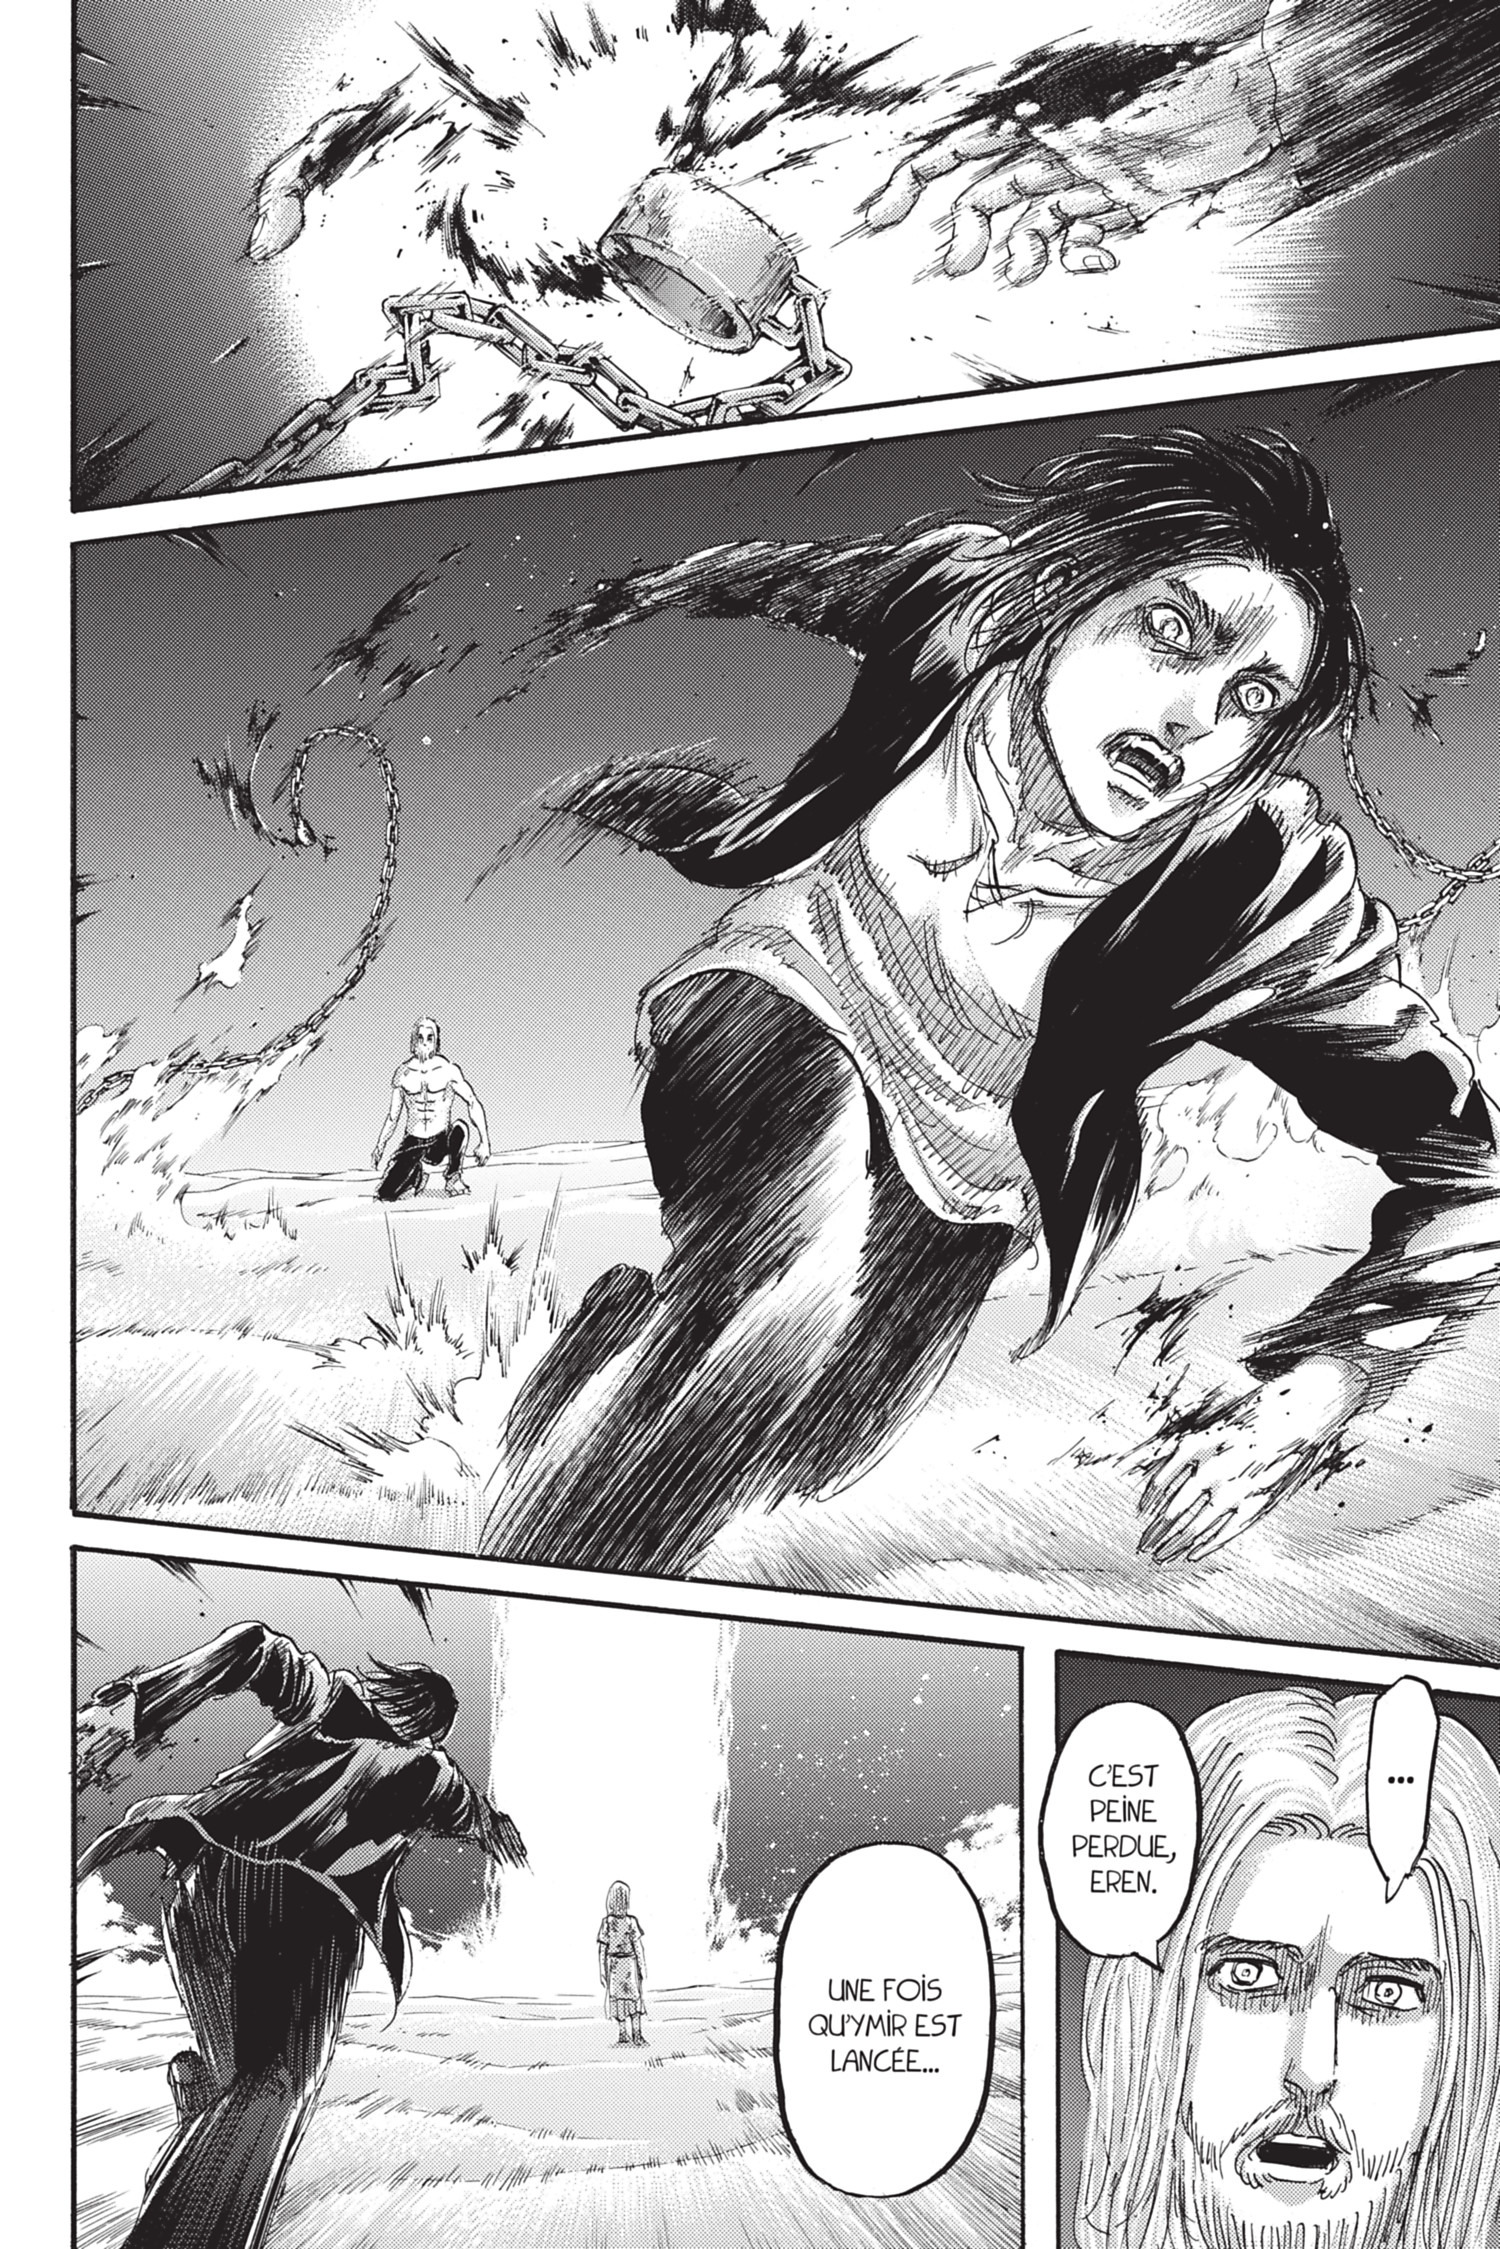 ...
C'EST
PEINE
PERDUE,
EREN.
UNE FOIS
QU'YMIR EST
LANCÉE...